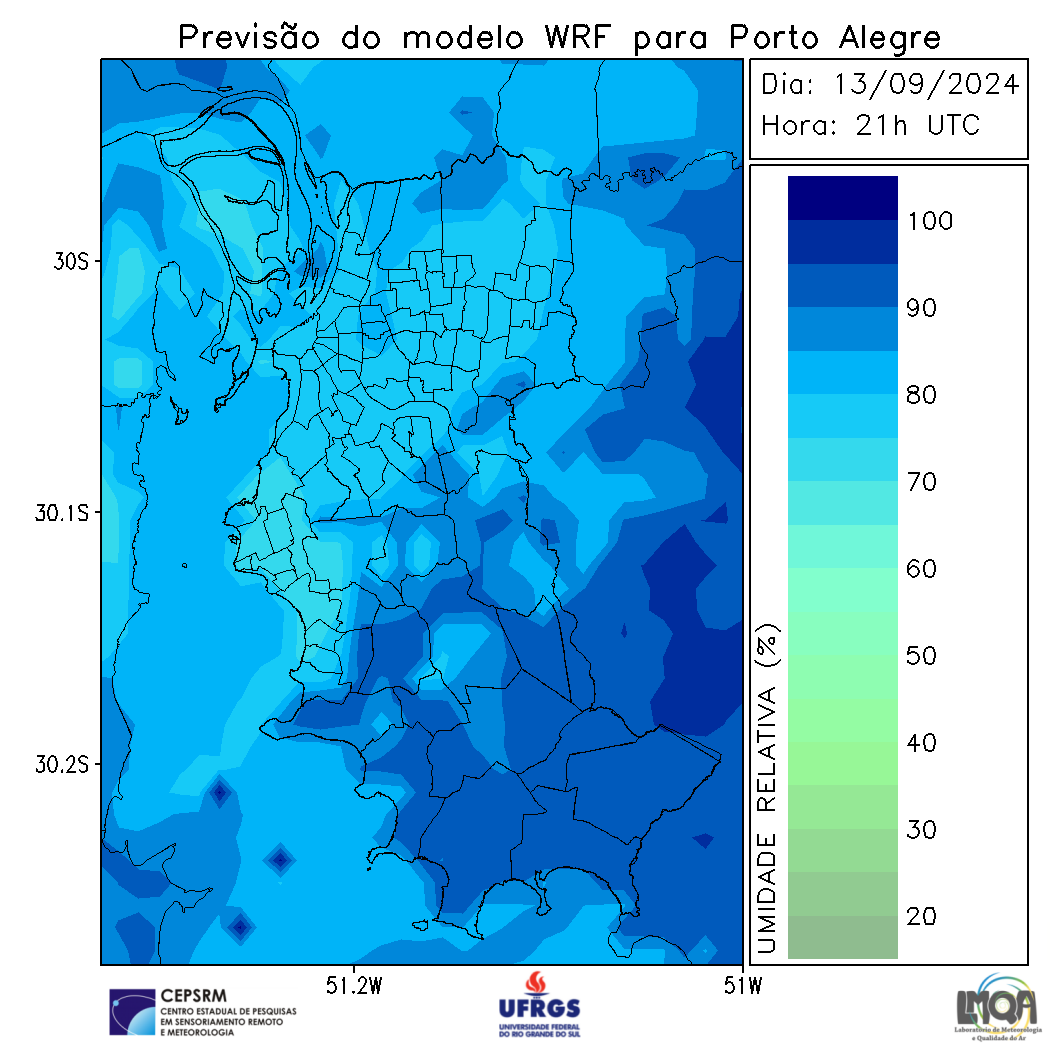 Previsão do modelo WRF para Porto Alegre
Dia: 13/09/2024
Hora: 21h UTC
30S
30.1S
30.2S
51.2W
51W
100
90
80
70
60
50
40
30
20
UMIDADE RELATIVA (%)
CEPSRM
CENTRO ESTADUAL DE PESQUISAS
EM SENSORIAMENTO REMOTO
E METEOROLOGIA
UFRGS
UNIVERSIDADE FEDERAL
DO RIO GRANDE DO SUL
LMQA
Laboratório de Meteorologia
e Qualidade do Ar